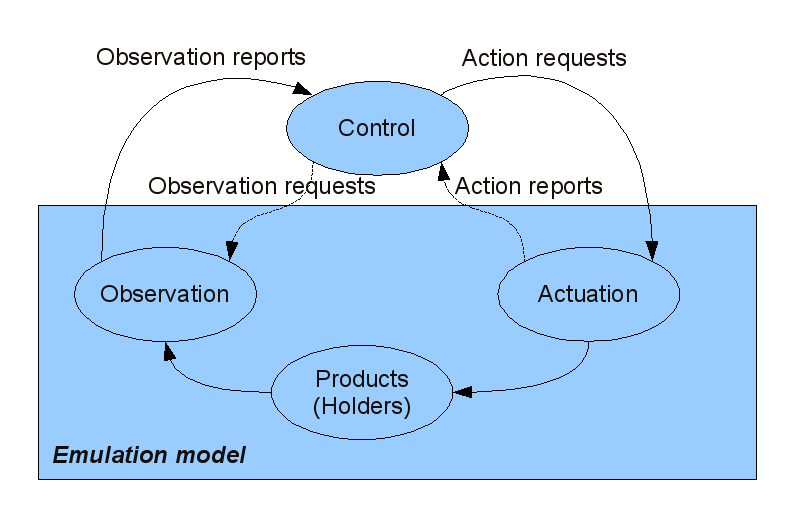 Observation reports
Action requests
Control
Observation requests
Action reports
Observation
Actuation
Products
(Holders)
Emulation model